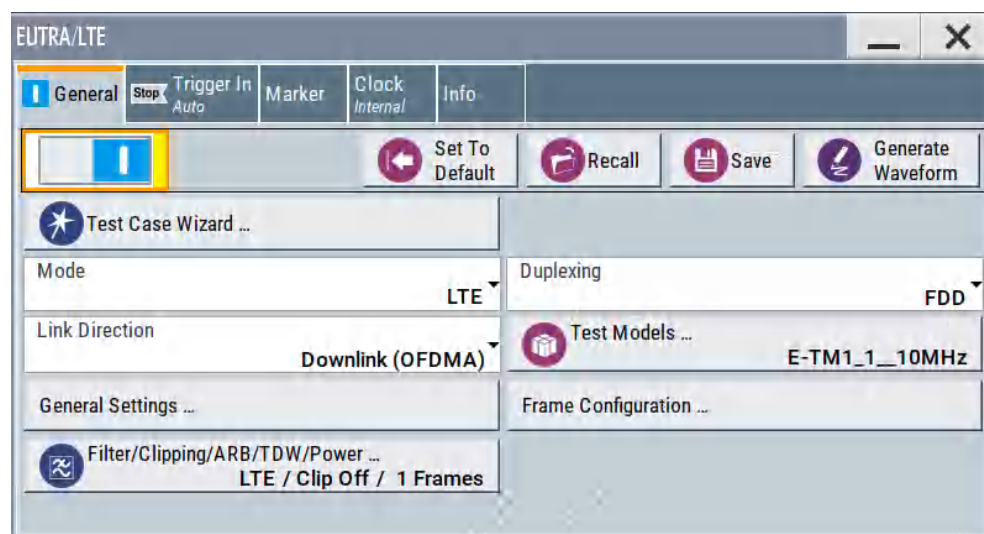 EUTRA/LTE
General
Stop
Trigger In
Auto
Marker
Clock
Internal
Info
Set To
Default
Recall
Save
Generate
Waveform
Test Case Wizard ...
Mode
LTE
Duplexing
FDD
Link Direction
Downlink (OFDMA)
Test Models ...
E-TM1_1__10MHz
General Settings ...
Frame Configuration ...
Filter/Clipping/ARB/TDW/Power ...
LTE / Clip Off / 1 Frames